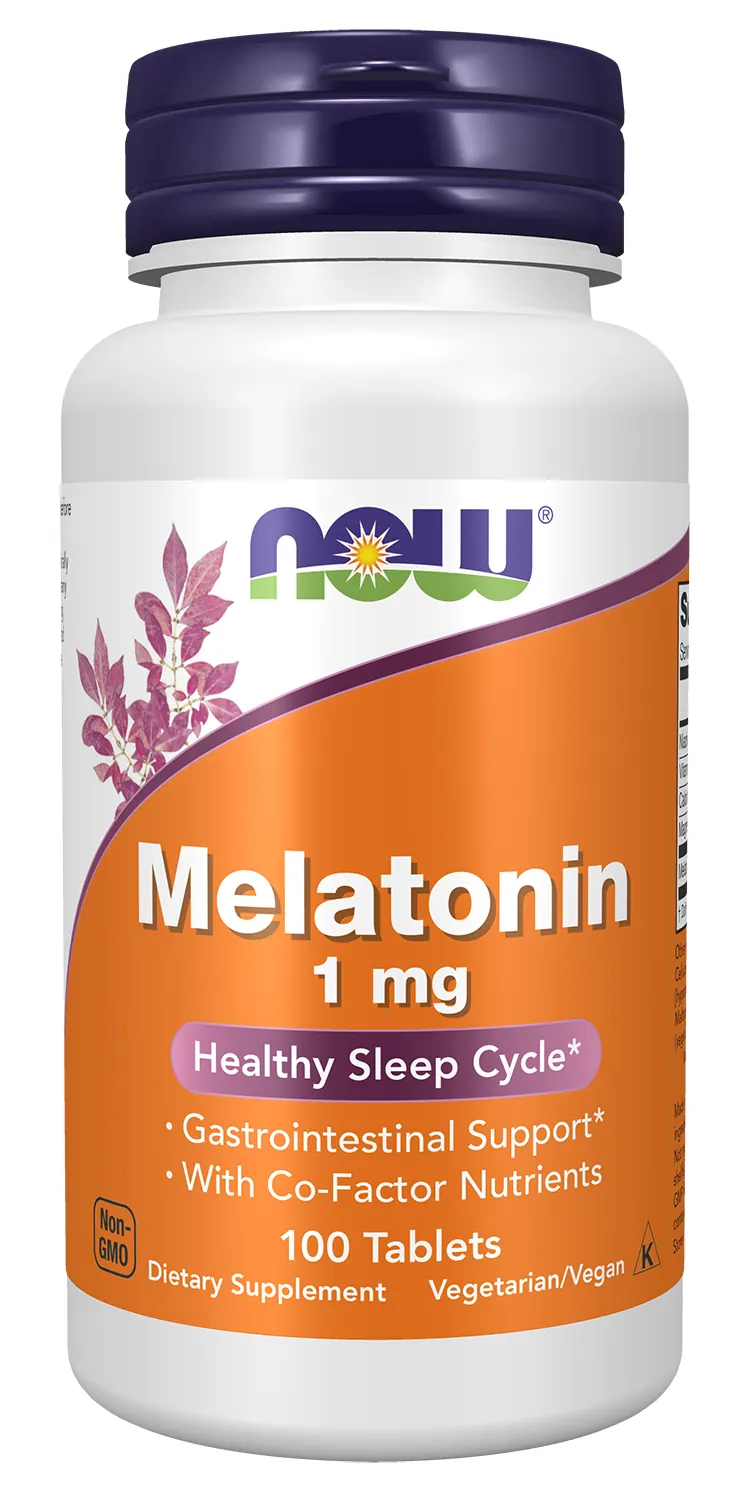 NOW®
Melatonin
1 mg
Healthy Sleep Cycle*
• Gastrointestinal Support*
• With Co-Factor Nutrients
100 Tablets
Non-
GMO
Dietary Supplement
Vegetarian/Vegan
K